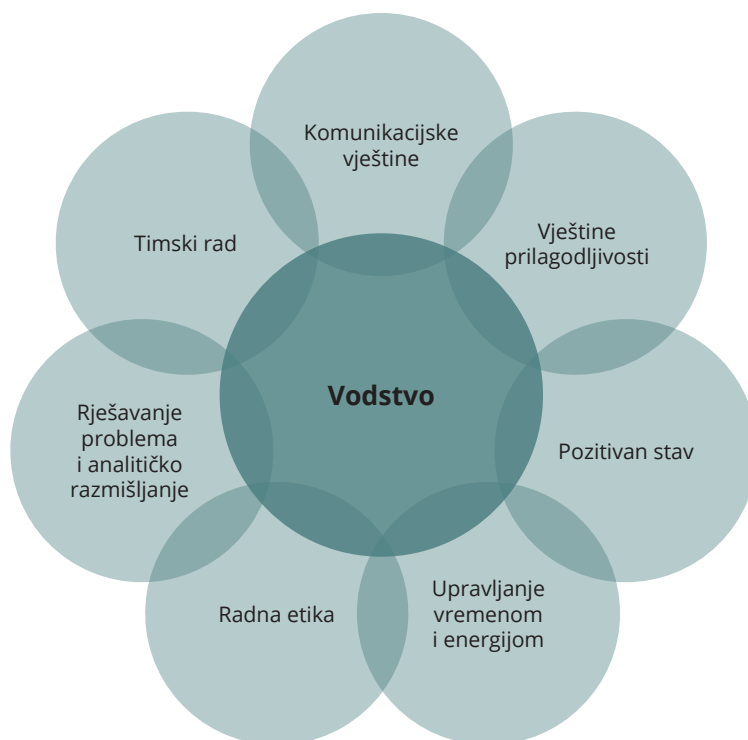 Komunikacijske
vještine
Vještine
prilagodljivosti
Pozitivan stav
Upravljanje
vremenom
i energijom
Radna etika
Rješavanje
problema
i analitičko
razmišljanje
Timski rad
Vodstvo